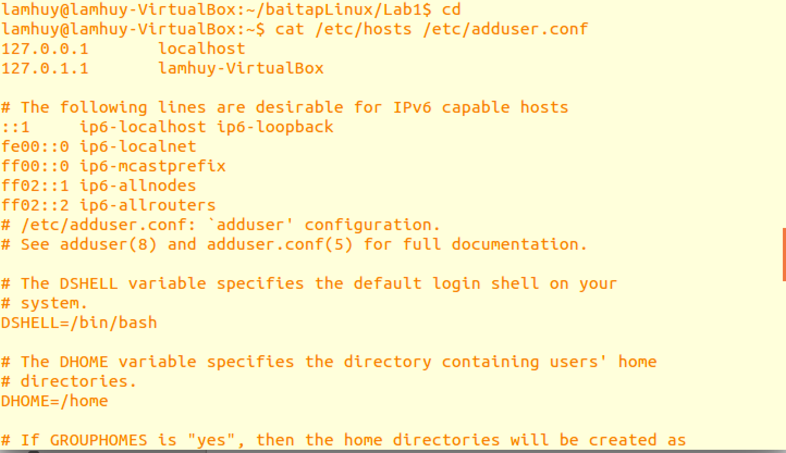 lamhuy@lamhuy-VirtualBox:~/baitapLinux/Lab1$ cd
lamhuy@lamhuy-VirtualBox:~$ cat /etc/hosts /etc/adduser.conf
127.0.0.1       localhost
127.0.1.1       lamhuy-VirtualBox

# The following lines are desirable for IPv6 capable hosts
::1     ip6-localhost ip6-loopback
fe00::0 ip6-localnet
ff00::0 ip6-mcastprefix
ff02::1 ip6-allnodes
ff02::2 ip6-allrouters
# /etc/adduser.conf: `adduser' configuration.
# See adduser(8) and adduser.conf(5) for full documentation.

# The DSHELL variable specifies the default login shell on your
# system.
DSHELL=/bin/bash

# The DHOME variable specifies the directory containing users' home
# directories.
DHOME=/home

# If GROUPHOMES is "yes", then the home directories will be created as